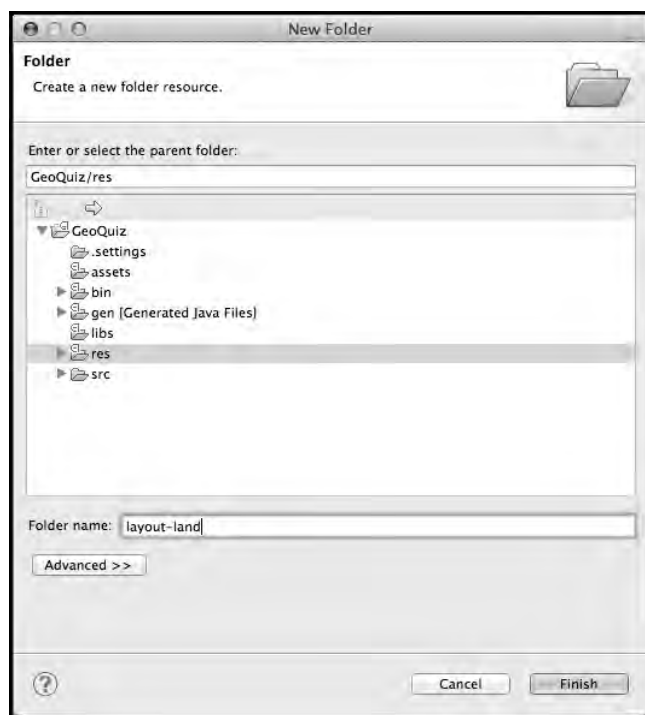 New Folder
Folder
Create a new folder resource.
Enter or select the parent folder:
GeoQuiz/res
GeoQuiz
.settings
assets
bin
gen [Generated Java Files]
libs
res
src
Folder name: layout-land
Advanced >>
?
Cancel Finish